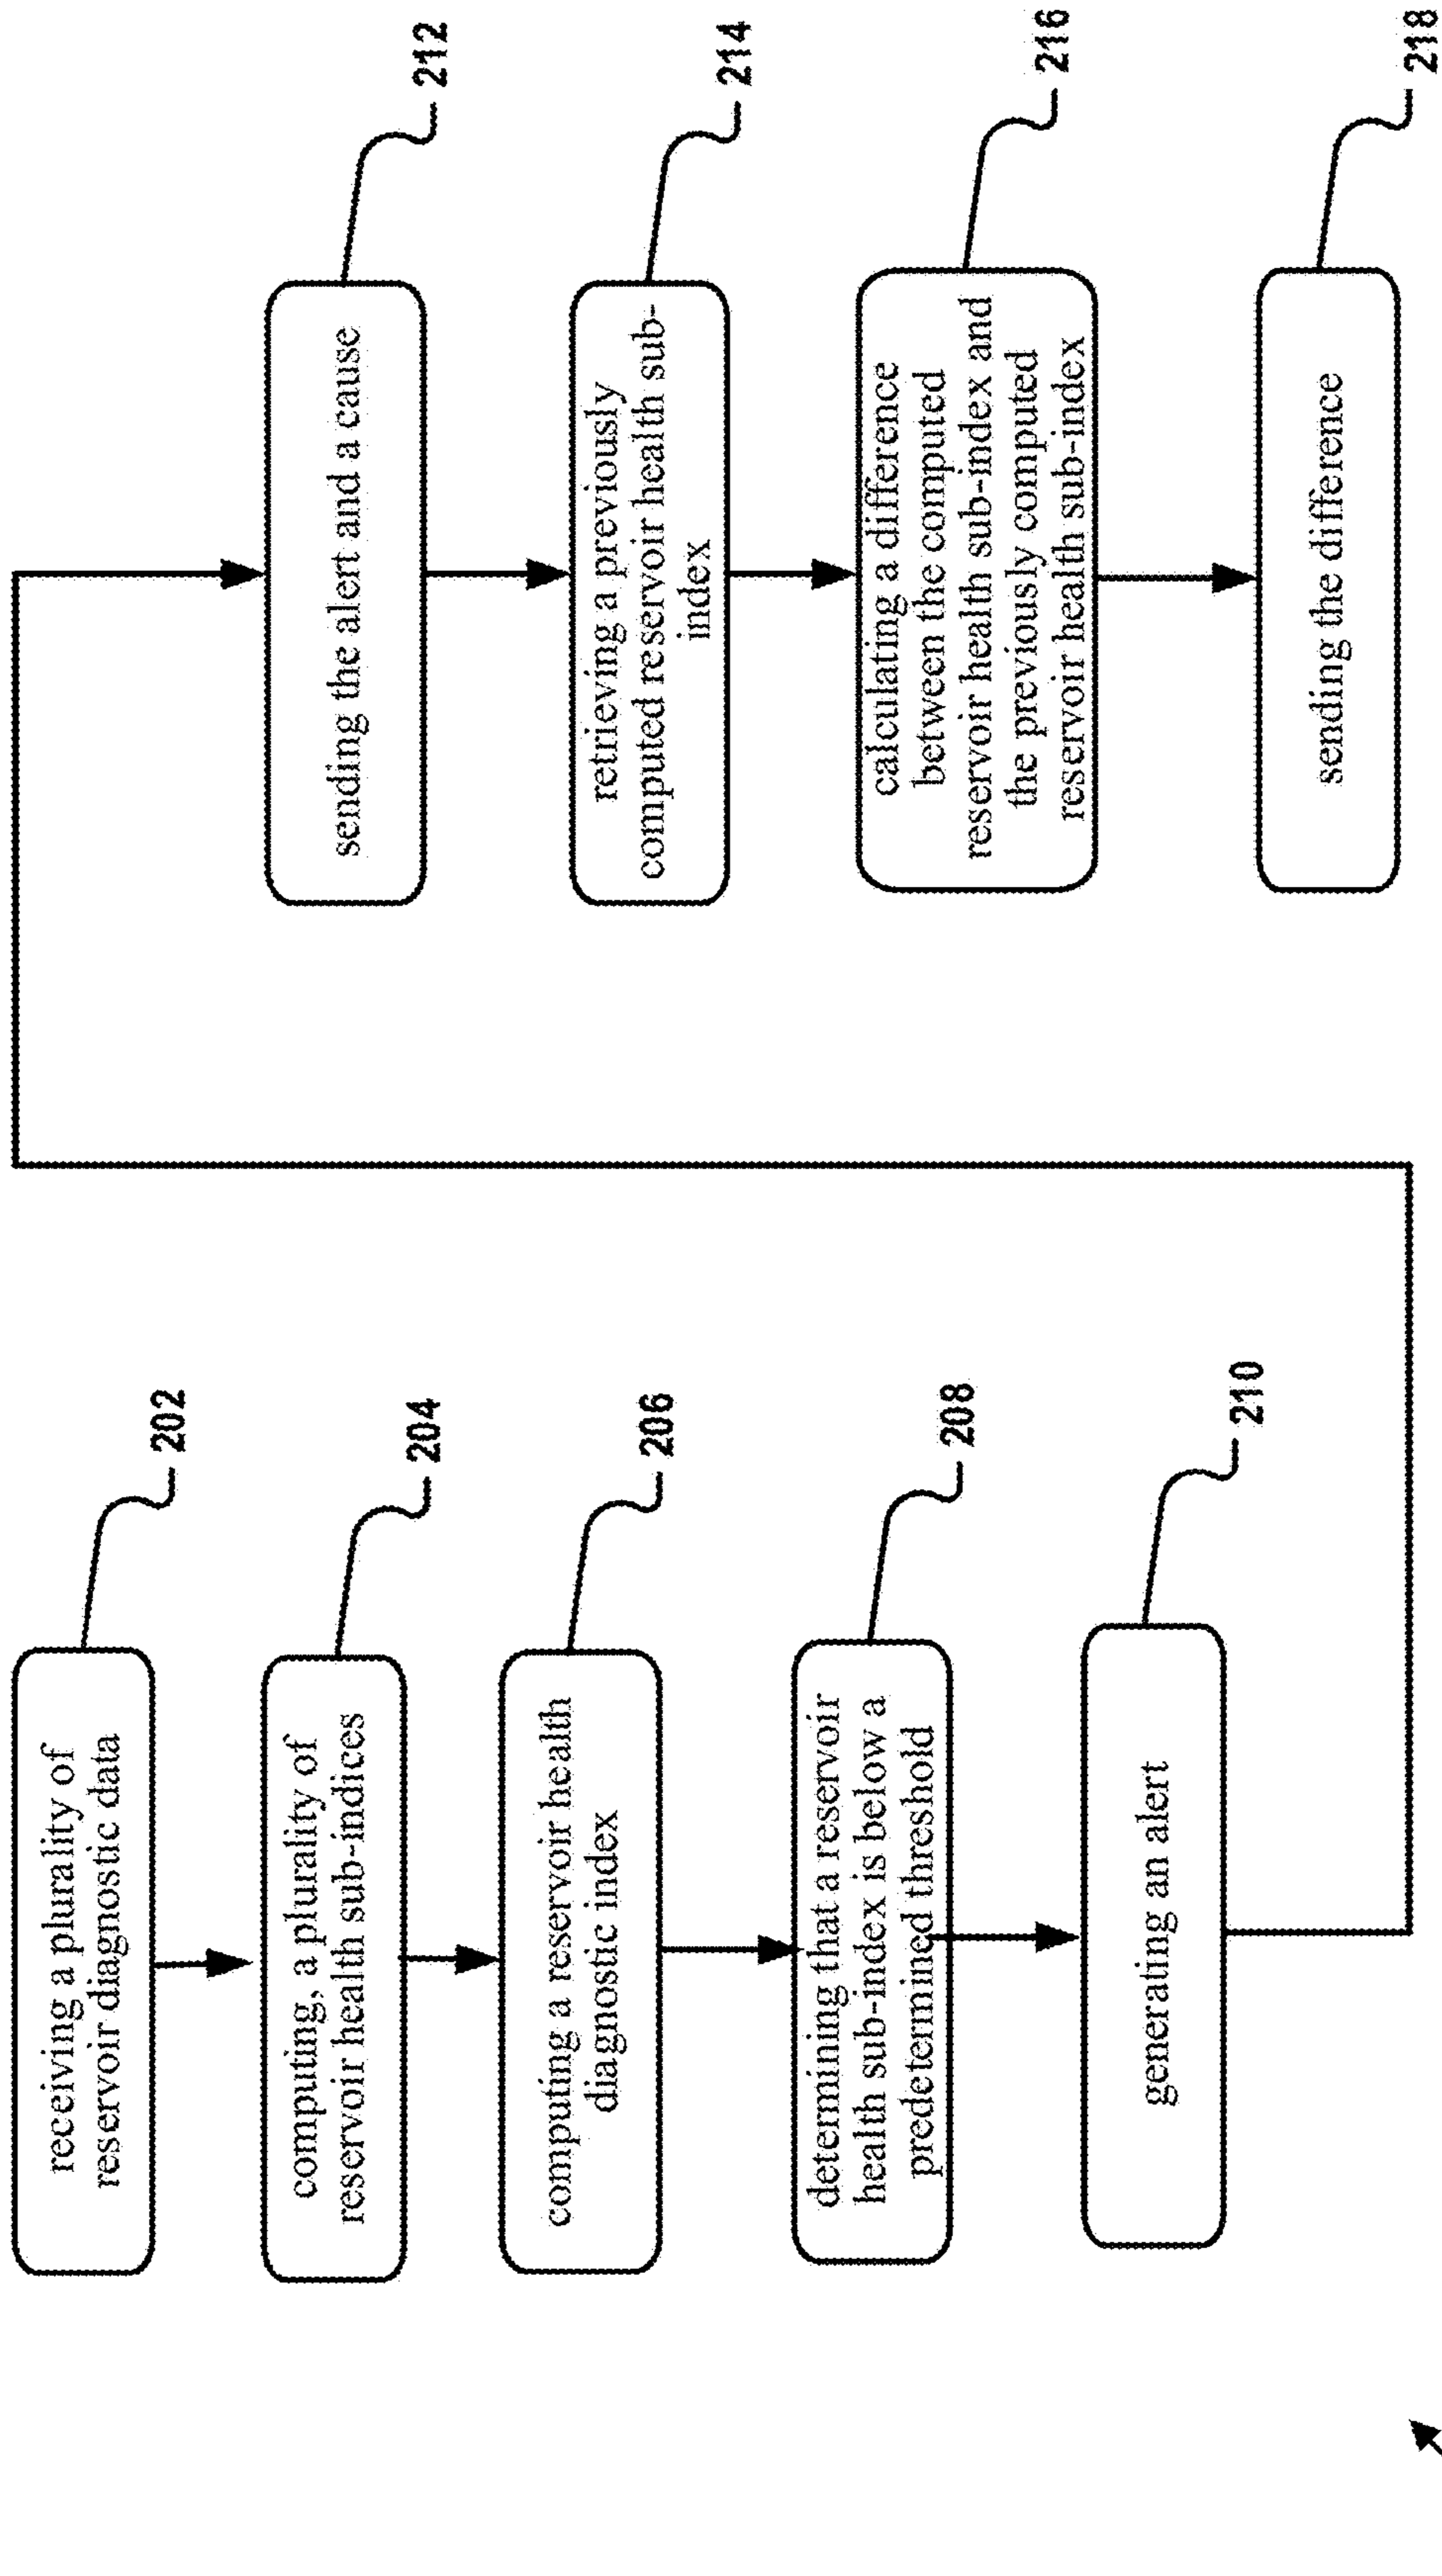 receiving a plurality of
reservoir diagnostic data
202
computing, a plurality of
reservoir health sub-indices
204
computing a reservoir health
diagnostic index
206
determining that a reservoir
health sub-index is below a
predetermined threshold
208
generating an alert
210
sending the alert and a cause
212
retrieving a previously
computed reservoir health sub-
index
214
calculating a difference
between the computed
reservoir health sub-index and
the previously computed
reservoir health sub-index
216
sending the difference
218